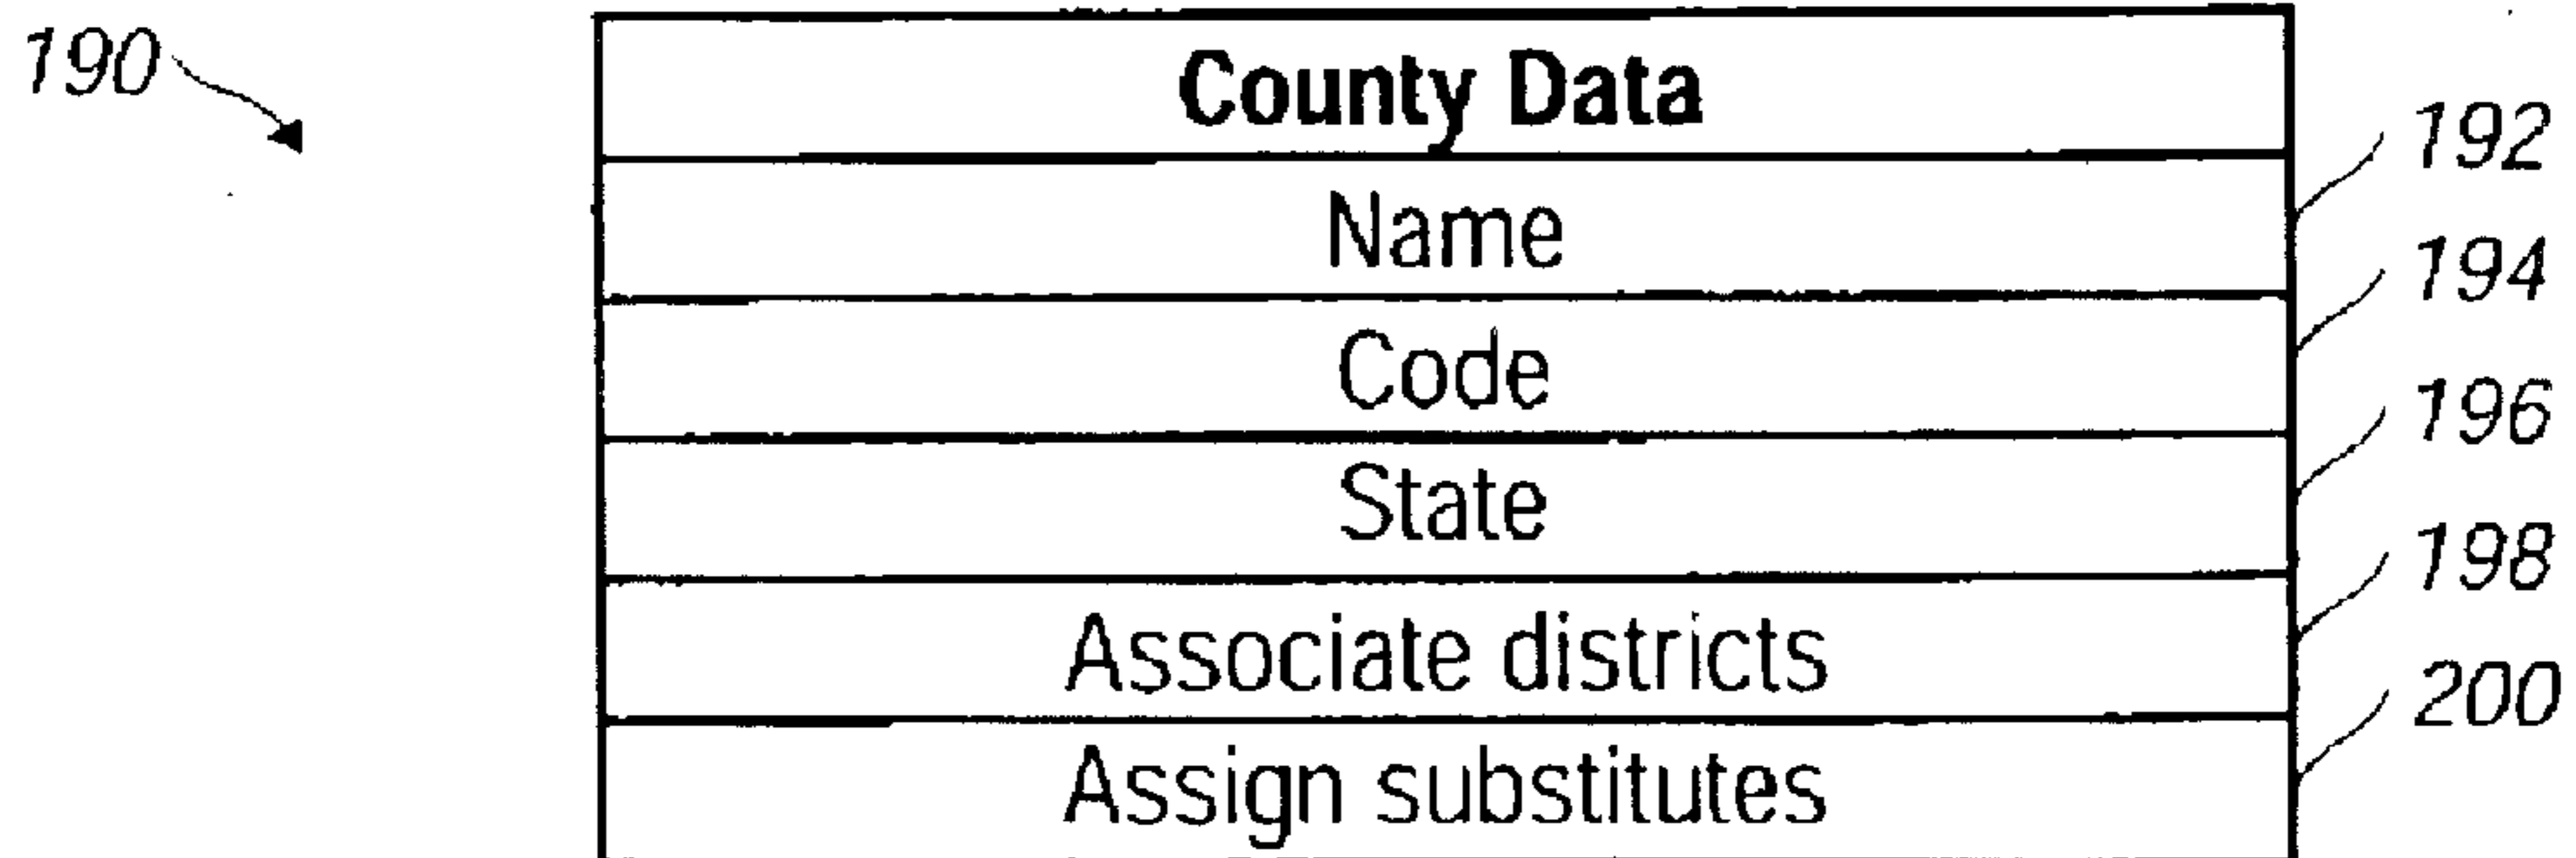 190
County Data
192
Name
194
Code
196
State
198
Associate districts
200
Assign substitutes